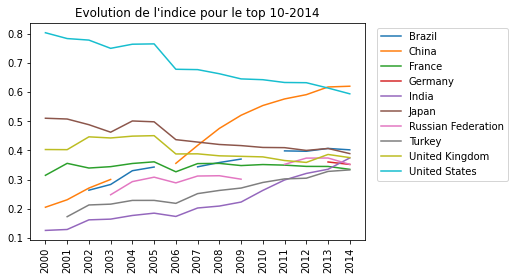 Evolution de l'indice pour le top 10-2014
0.8
0.7
0.6
0.5
0.4
0.3
0.2
0.1
2000
2001
2002
2003
2004
2005
2006
2007
2008
2009
2010
2011
2012
2013
2014
Brazil
China
France
Germany
India
Japan
Russian Federation
Turkey
United Kingdom
United States